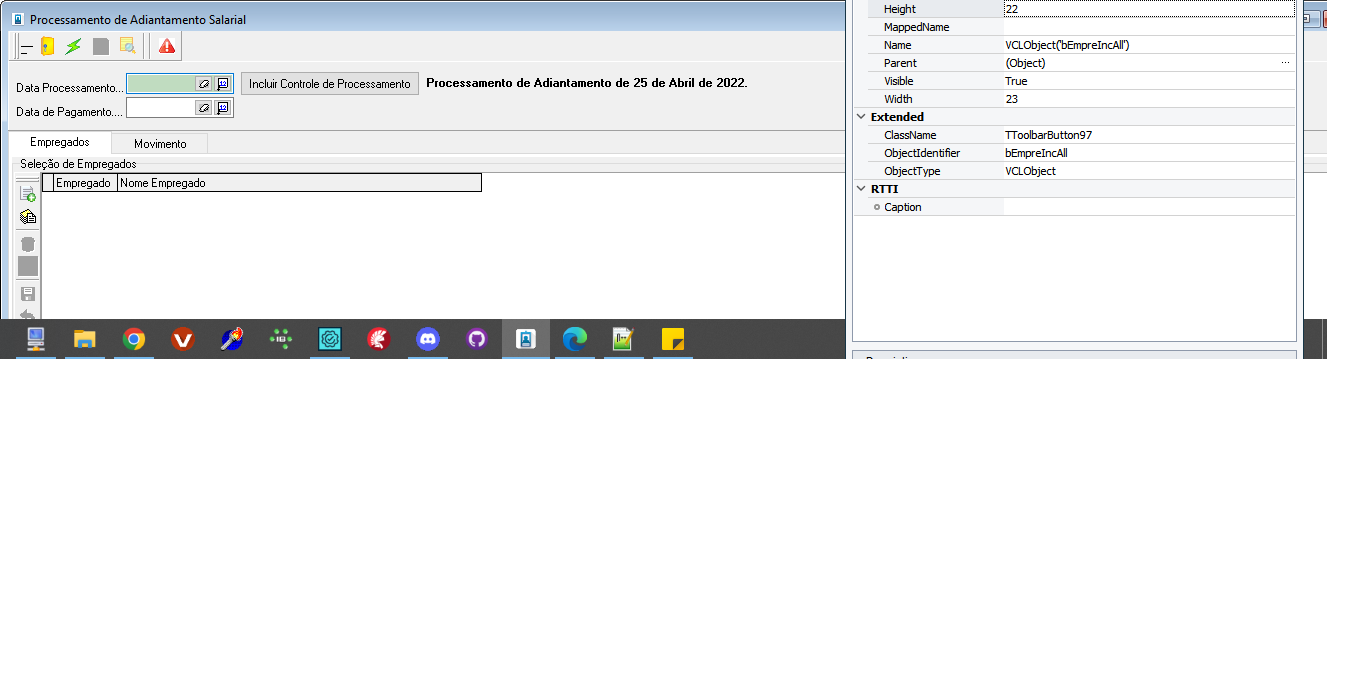 Processamento de Adiantamento Salarial
Data Processamento...
Incluir Controle de Processamento
Processamento de Adiantamento de 25 de Abril de 2022.
Data de Pagamento....
Empregados
Movimento
Seleção de Empregados
Empregado
Nome Empregado
Height
22
MappedName
Name
VCLObject('bEmpreIncAll')
Parent
(Object)
...
Visible
True
Width
23
Extended
ClassName
TToolbarButton97
ObjectIdentifier
bEmpreIncAll
ObjectType
VCLObject
RTTI
Caption